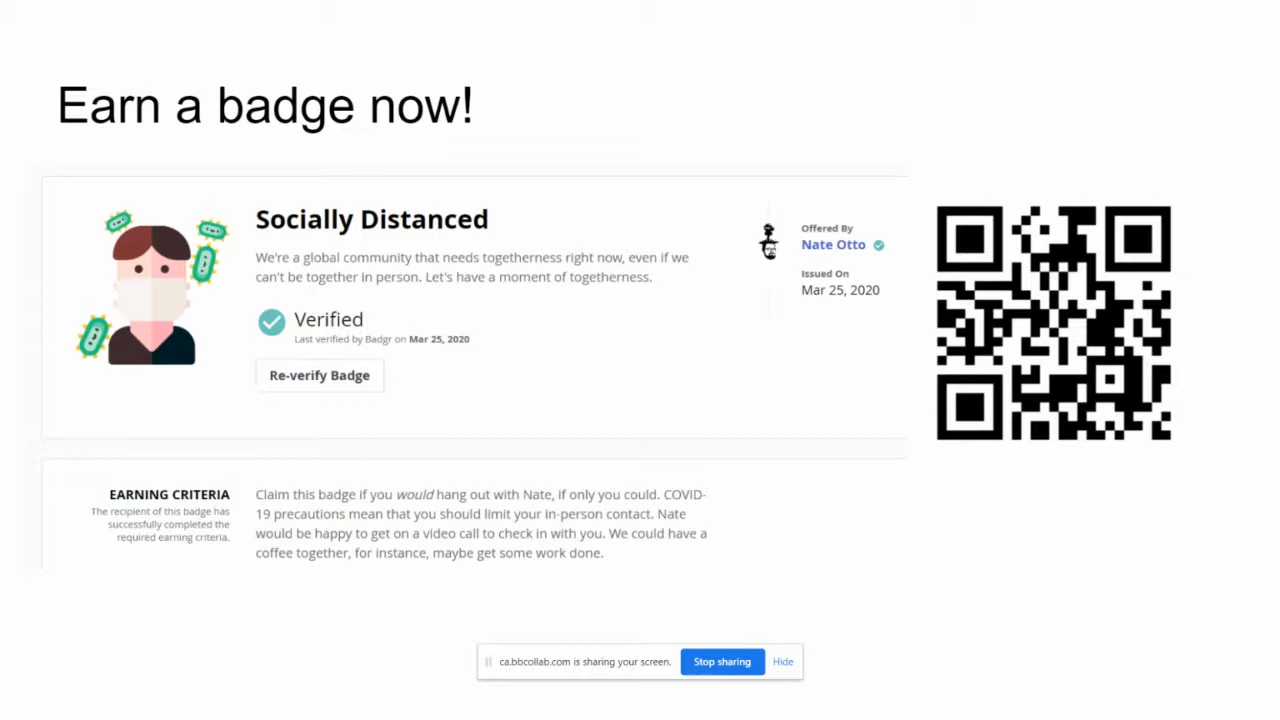 Earn a badge now!
Socially Distanced
We're a global community that needs togetherness right now, even if we
can't be together in person. Let's have a moment of togetherness.
Verified
Last verified by Badgr on Mar 25, 2020
Re-verify Badge
Offered By
Nate Otto
Issued On
Mar 25, 2020
EARNING CRITERIA
The recipient of this badge has
successfully completed the
required earning criteria.
Claim this badge if you would hang out with Nate, if only you could. COVID-
19 precautions mean that you should limit your in-person contact. Nate
would be happy to get on a video call to check in with you. We could have a
coffee together, for instance, maybe get some work done.
ca.bbcollab.com is sharing your screen.
Stop sharing
Hide